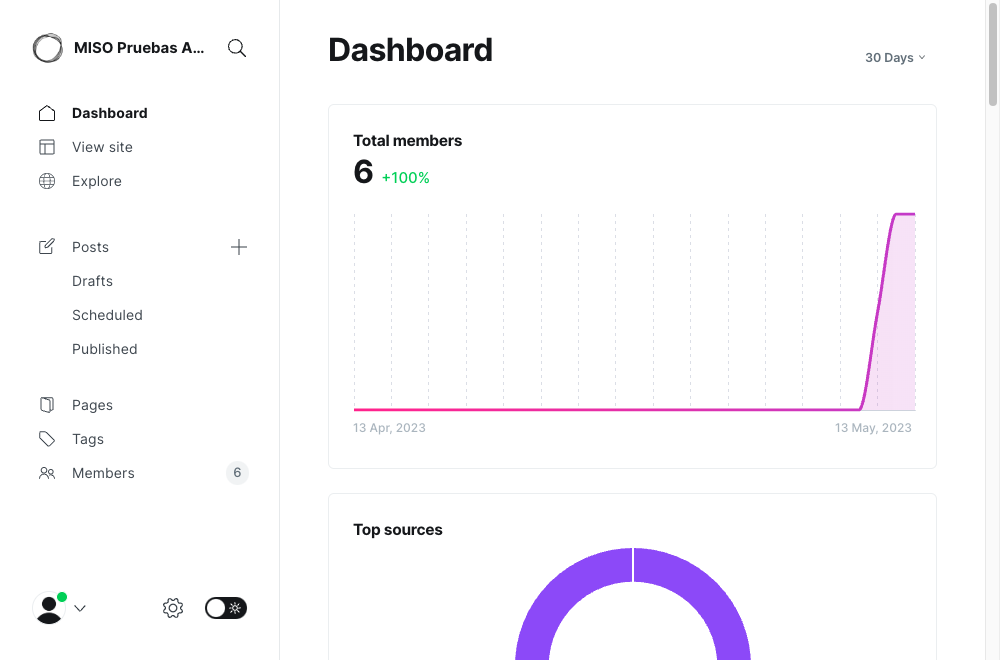 MISO Pruebas A...
Dashboard
View site
Explore
Posts
Drafts
Scheduled
Published
Pages
Tags
Members 6
Dashboard
30 Days
Total members
6 +100%
13 Apr, 2023 13 May, 2023
Top sources